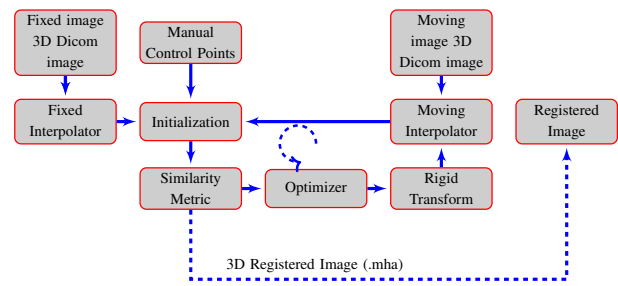 Fixed image
3D Dicom
image
Manual
Control Points
Moving
image 3D
Dicom image
Fixed
Interpolator
Initialization
Moving
Interpolator
Registered
Image
Similarity
Metric
Optimizer
Rigid
Transform
3D Registered Image (.mha)